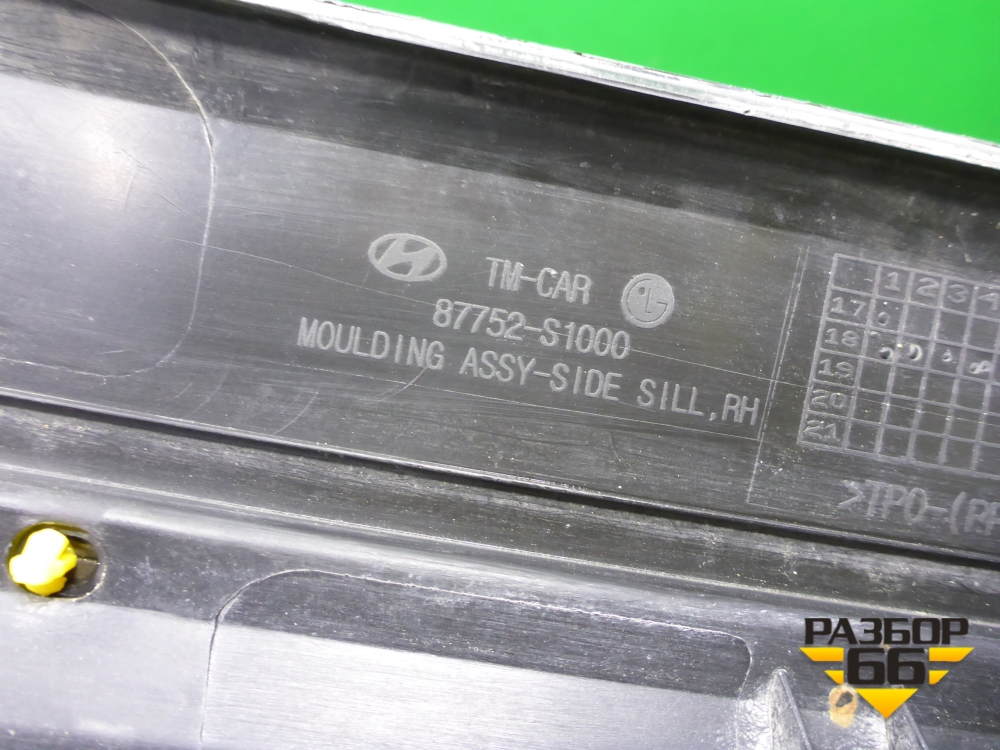 TM-CAR
87752-S1000
MOULDING ASSY-SIDE SILL,RH
1 2 3 4
17
18
19
20
21
>TPO-(PP
РАЗБОР
66